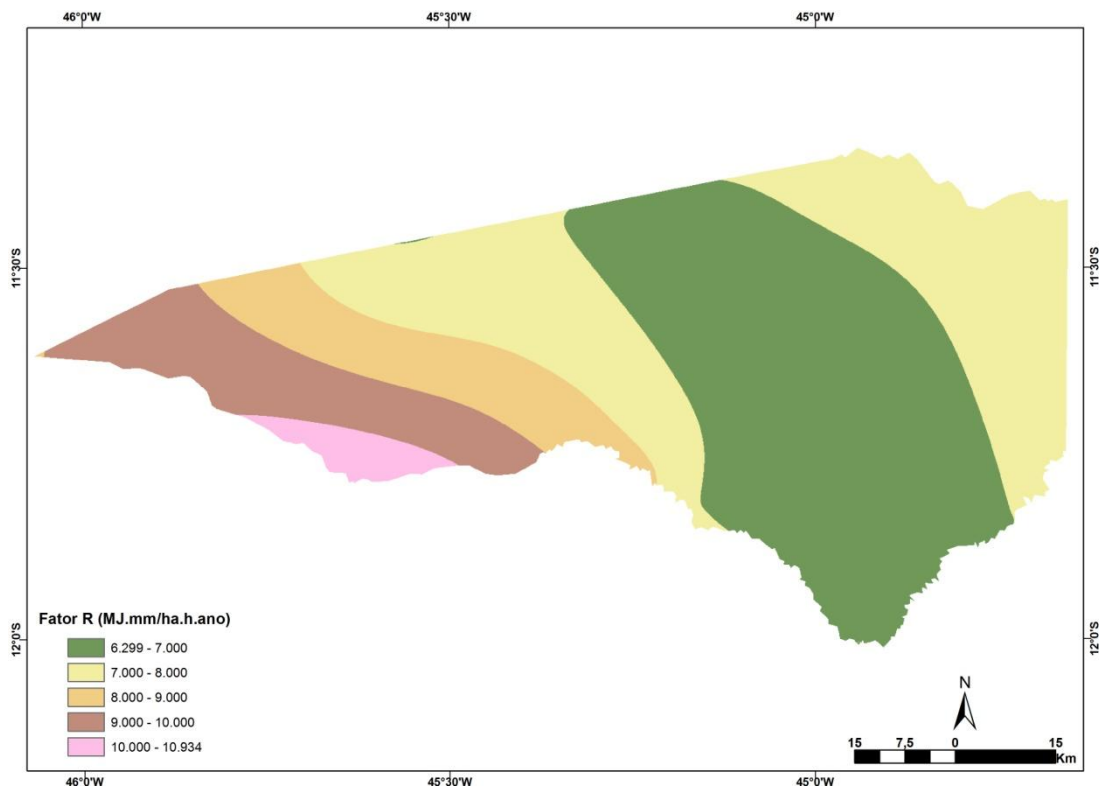 46°0'W 45°30'W 45°0'W
11°30'S 11°30'S
Fator R (MJ.mm/ha.h.ano)
6.299 - 7.000
7.000 - 8.000
8.000 - 9.000
9.000 - 10.000
10.000 - 10.934
12°0'S 12°0'S
N
15 7,5 0 15
Km
46°0'W 45°30'W 45°0'W